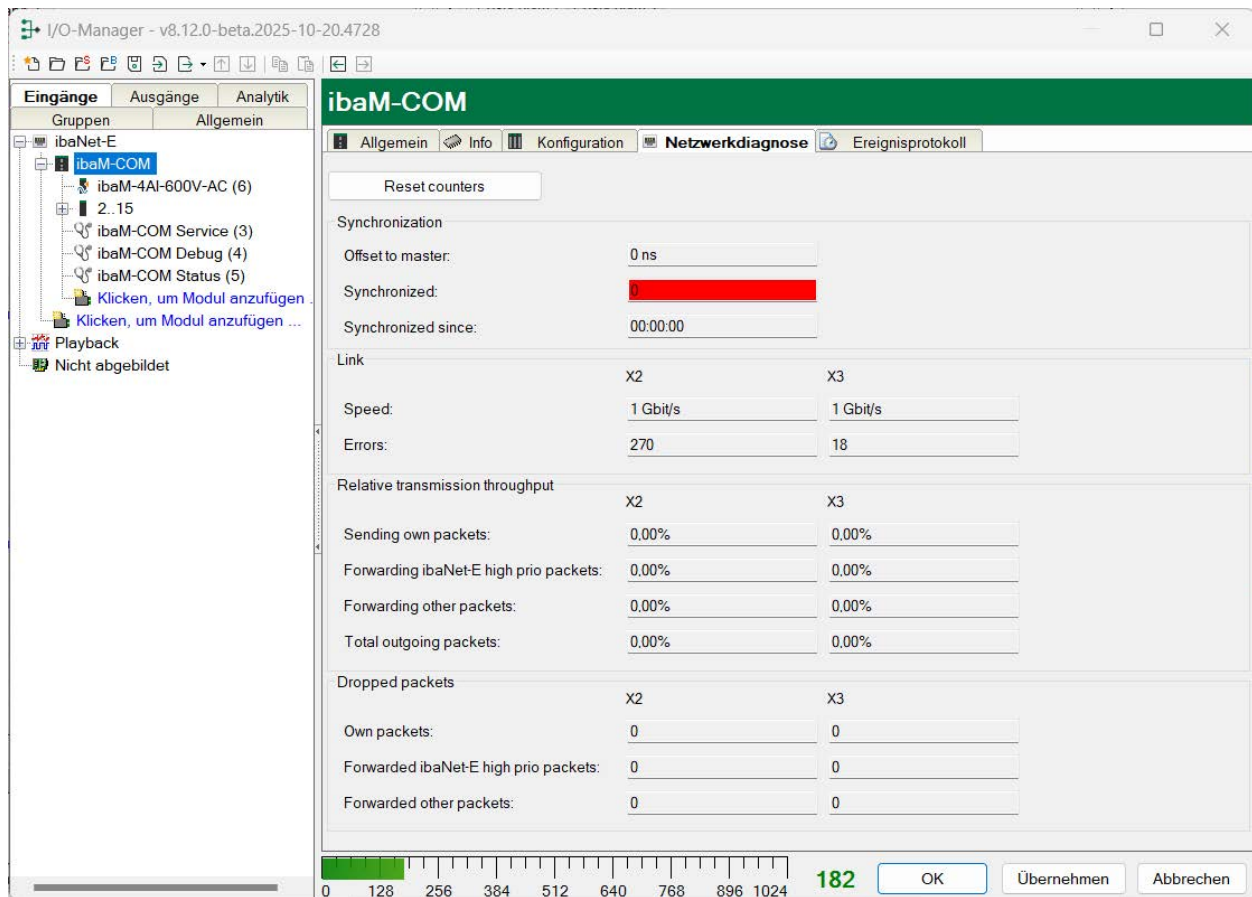 I/O-Manager - v8.12.0-beta.2025-10-20.4728
Eingänge Ausgänge Analytik
Gruppen Allgemein
ibaNet-E
ibaM-COM
ibaM-4AI-600V-AC (6)
2..15
ibaM-COM Service (3)
ibaM-COM Debug (4)
ibaM-COM Status (5)
Klicken, um Modul anzufügen .
Klicken, um Modul anzufügen ...
Playback
Nicht abgebildet
ibaM-COM
Allgemein Info Konfiguration Netzwerkdiagnose Ereignisprotokoll
Reset counters
Synchronization
Offset to master: 0 ns
Synchronized: 0
Synchronized since: 00:00:00
Link
X2 X3
Speed: 1 Gbit/s 1 Gbit/s
Errors: 270 18
Relative transmission throughput
X2 X3
Sending own packets: 0,00% 0,00%
Forwarding ibaNet-E high prio packets: 0,00% 0,00%
Forwarding other packets: 0,00% 0,00%
Total outgoing packets: 0,00% 0,00%
Dropped packets
X2 X3
Own packets: 0 0
Forwarded ibaNet-E high prio packets: 0 0
Forwarded other packets: 0 0
0 128 256 384 512 640 768 896 1024
182 OK Übernehmen Abbrechen